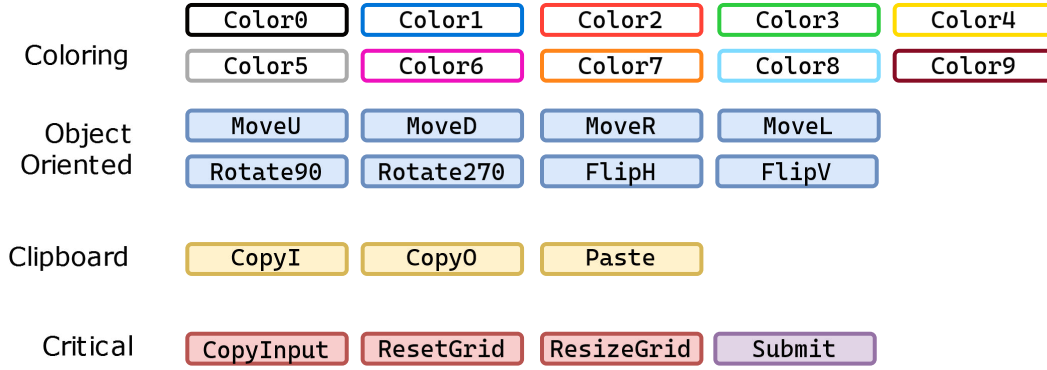 Color0 Color1 Color2 Color3 Color4
Coloring
Color5 Color6 Color7 Color8 Color9
Object
Oriented
MoveU MoveD MoveR MoveL
Rotate90 Rotate270 FlipH FlipV
Clipboard CopyI CopyO Paste
Critical CopyInput ResetGrid ResizeGrid Submit